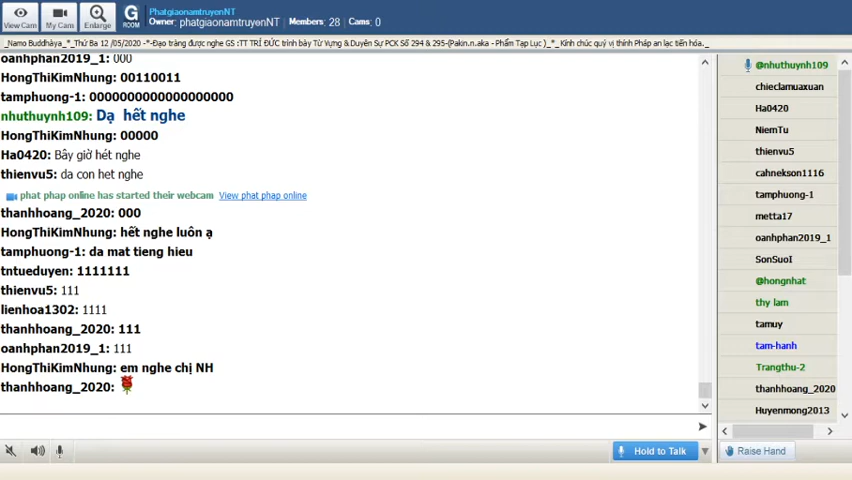 View Cam
My Cam
Enlarge
G
ROOM
PhatgiaonamtruyenNT
Owner: phatgiaonamtruyenNT Members: 28 Cams: 0
_Namo Buddhàya_*_Thứ Ba 12 /05/2020 -*-Đạo tràng được nghe GS :TT TRÍ ĐỨC trình bày Từ Vựng &Duyên Sự PCK Số 294 & 295-(Pakin.n.aka - Phẩm Tạp Lục )_*_ Kính chúc quý vị thính Pháp an lạc tiến hóa._
oanhphan2019_1: 000
HongThiKimNhung: 00110011
tamphuong-1: 0000000000000000000
nhuthuynh109: Dạ hết nghe
HongThiKimNhung: 00000
Ha0420: Bây giờ hét nghe
thienvu5: da con het nghe
phat phap online has started their webcam View phat phap online
thanhhoang_2020: 000
HongThiKimNhung: hết nghe luôn ạ
tamphuong-1: da mat tieng hieu
tntueduyen: 1111111
thienvu5: 111
lienhoa1302: 1111
thanhhoang_2020: 111
oanhphan2019_1: 111
HongThiKimNhung: em nghe chị NH
thanhhoang_2020:
@nhuthuynh109
chieclamuaxuan
Ha0420
NiemTu
thienvu5
cahnekson1116
tamphuong-1
metta17
oanhphan2019_1
SonSuoI
@hongnhat
thy lam
tamuy
tam-hanh
Trangthu-2
thanhhoang_2020
Huyenmong2013
Hold to Talk
Raise Hand